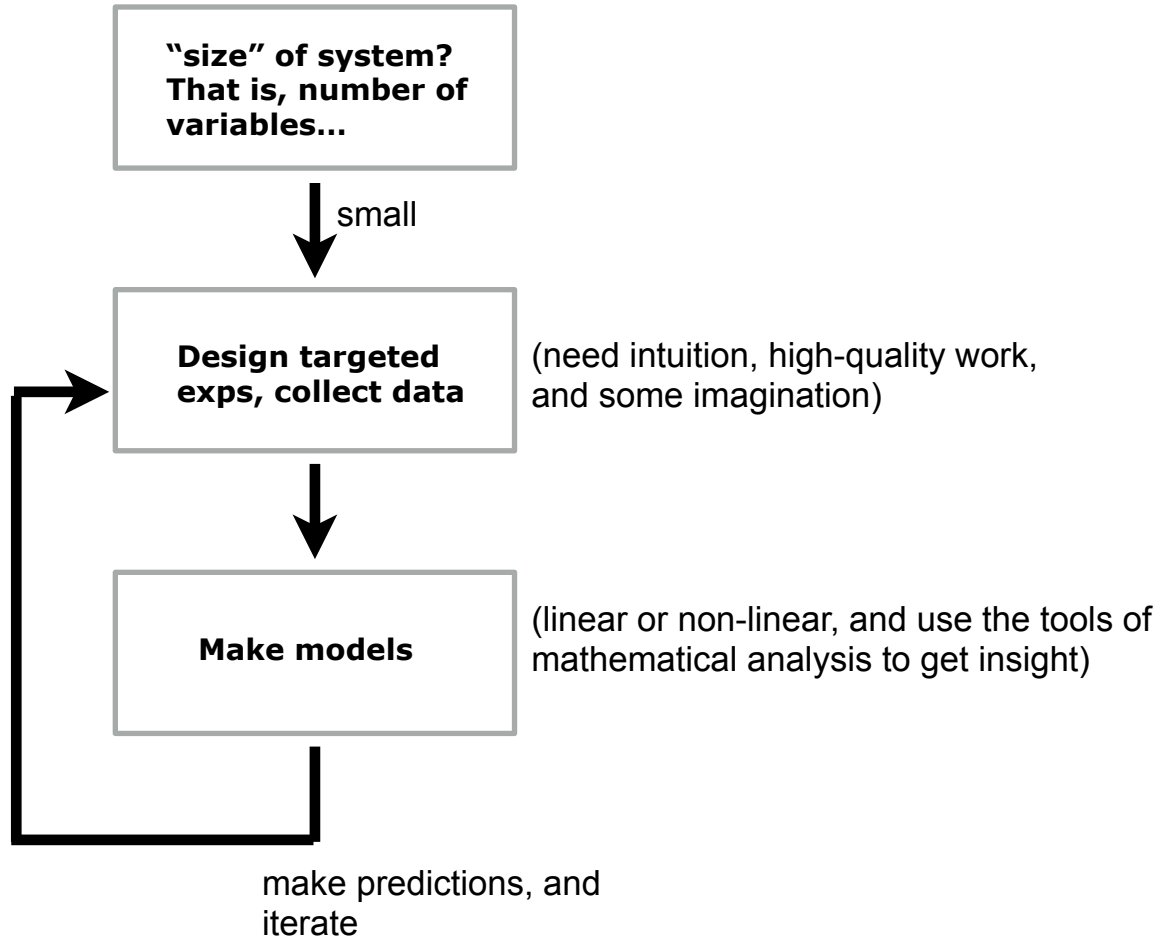 “size” of system?
That is, number of
variables...
small
Design targeted
exps, collect data
(need intuition, high-quality work,
and some imagination)
Make models
(linear or non-linear, and use the tools of
mathematical analysis to get insight)
make predictions, and
iterate